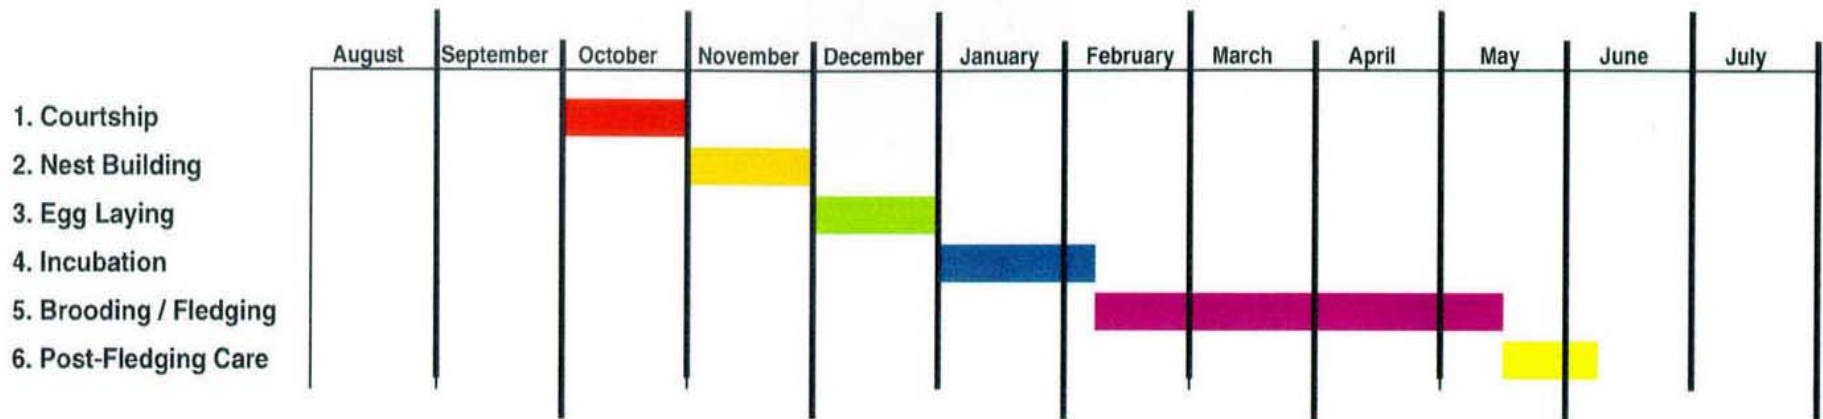 August September October November December January February March April May June July
1. Courtship
2. Nest Building
3. Egg Laying
4. Incubation
5. Brooding / Fledging
6. Post-Fledging Care